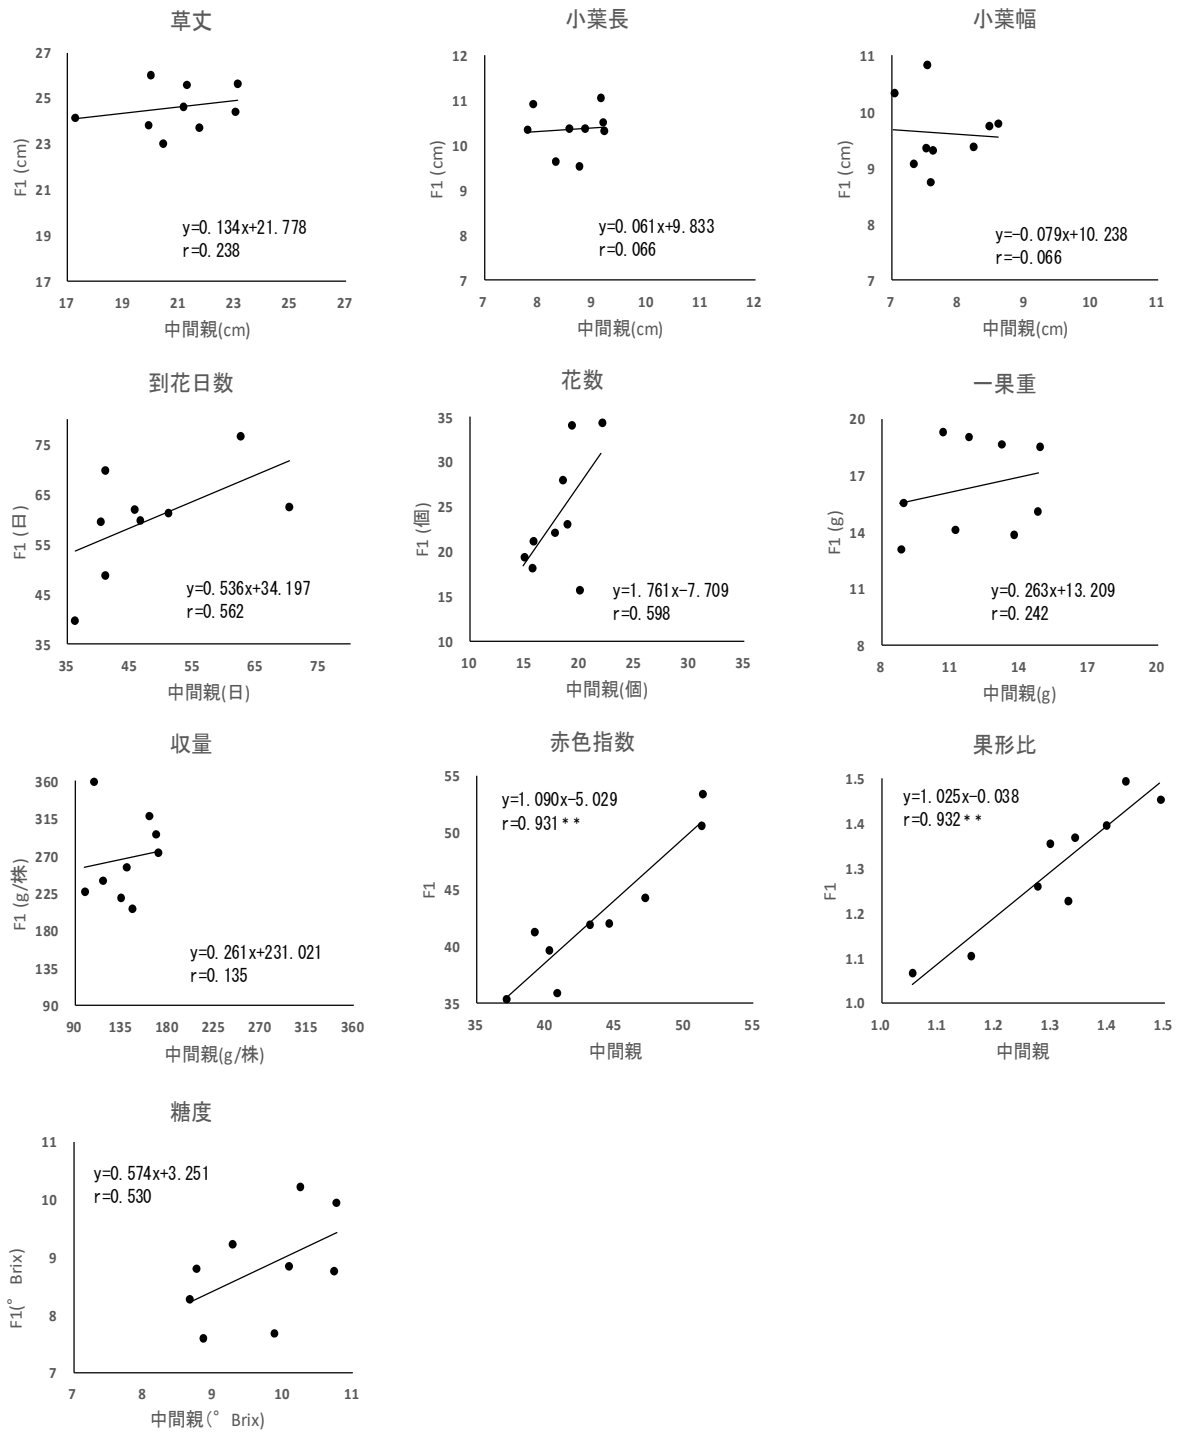 草丈
27
25
23
21
19
17
F1 (cm)
y=0.134x+21.778
r=0.238
17 19 21 23 25 27
中間親(cm)
小葉長
12
11
10
9
8
7
F1 (cm)
y=0.061x+9.833
r=0.066
7 8 9 10 11 12
中間親(cm)
小葉幅
11
10
9
8
7
F1 (cm)
y=-0.079x+10.238
r=-0.066
7 8 9 10 11
中間親(cm)
到花日数
75
65
55
45
35
F1 (日)
y=0.536x+34.197
r=0.562
35 45 55 65 75
中間親(日)
花数
35
30
25
20
15
10
F1 (個)
y=1.761x-7.709
r=0.598
10 15 20 25 30 35
中間親(個)
一果重
20
17
14
11
8
F1 (g)
y=0.263x+13.209
r=0.242
8 11 14 17 20
中間親(g)
収量
360
315
270
225
180
135
90
F1 (g/株)
y=0.261x+231.021
r=0.135
90 135 180 225 270 315 360
中間親(g/株)
赤色指数
55
50
45
40
35
F1
y=1.090x-5.029
r=0.931**
35 40 45 50 55
中間親
果形比
1.5
1.4
1.3
1.2
1.1
1.0
F1
y=1.025x-0.038
r=0.932**
1.0 1.1 1.2 1.3 1.4 1.5
中間親
糖度
11
10
9
8
7
F1(° Brix)
y=0.574x+3.251
r=0.530
7 8 9 10 11
中間親(° Brix)